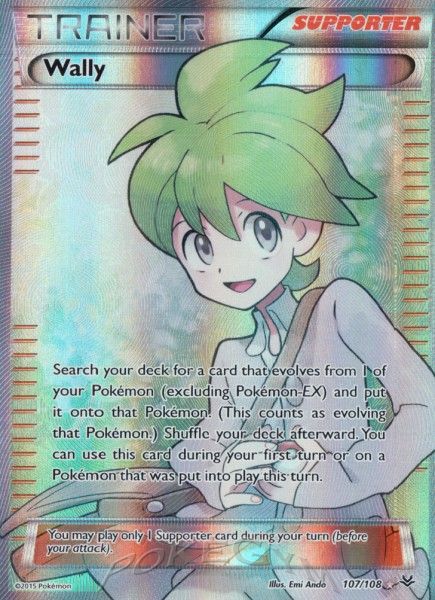 TRAINER
SUPPORTER
Wally
Search your deck for a card that evolves from 1 of
your Pokémon (excluding Pokémon-EX) and put
it onto that Pokémon. (This counts as evolving
that Pokémon.) Shuffle your deck afterward. You
can use this card during your first turn or on a
Pokémon that was put into play this turn.
You may play only 1 Supporter card during your turn (before
your attack).
POKÉMON
©2015 Pokémon
Illus. Emi Ando
107/108